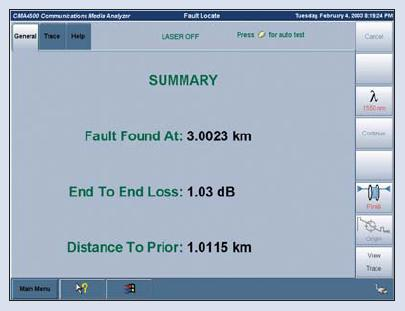 CMA4500 Communications Media Analyzer
Fault Locate
Tuesday, February 4, 2003 8:19:24 PM
General Trace Help
LASER OFF
Press for auto test
Cancel
SUMMARY
λ
1550 nm
Fault Found At: 3.0023 km
Continue
End To End Loss: 1.03 dB
Distance To Prior: 1.0115 km
Origin
View
Trace
Main Menu